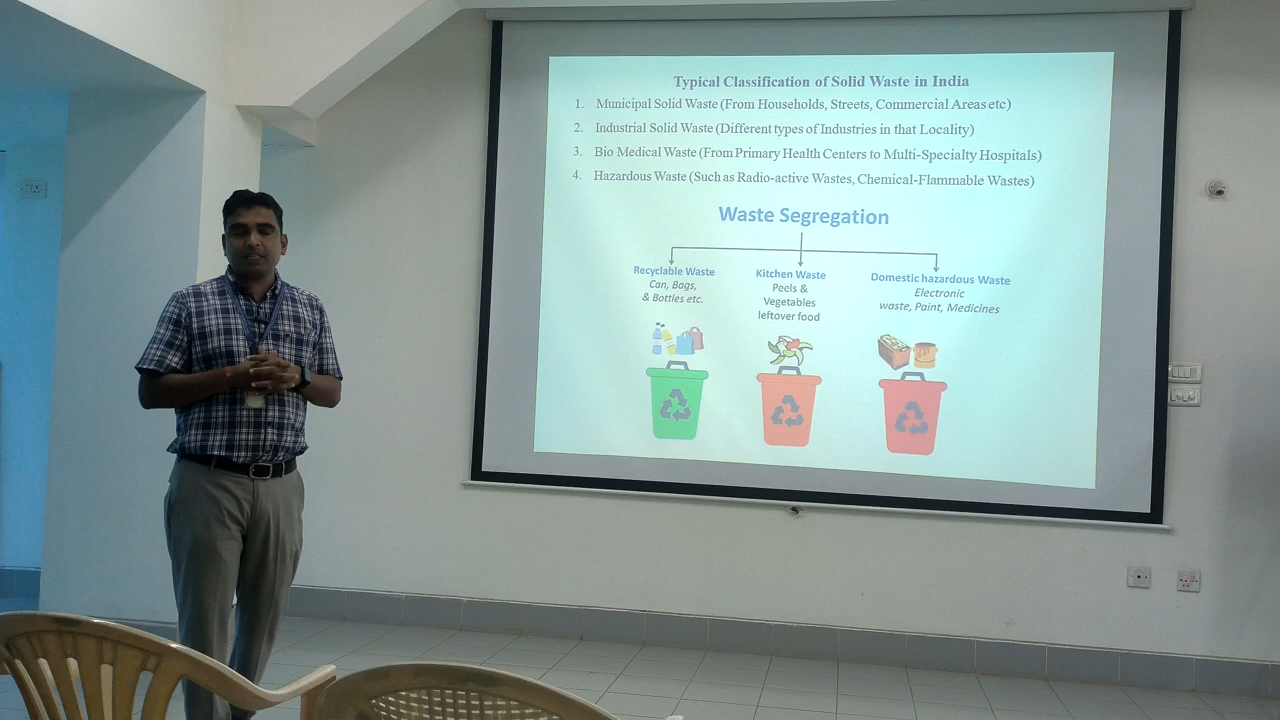 Typical Classification of Solid Waste in India
1. Municipal Solid Waste (From Households, Streets, Commercial Areas etc)
2. Industrial Solid Waste (Different types of Industries in that Locality)
3. Bio Medical Waste (From Primary Health Centers to Multi-Specialty Hospitals)
4. Hazardous Waste (Such as Radio-active Wastes, Chemical-Flammable Wastes)
Waste Segregation
Recyclable Waste
Can, Bags,
& Bottles etc.
Kitchen Waste
Peels &
Vegetables
leftover food
Domestic hazardous Waste
Electronic
waste, Paint, Medicines